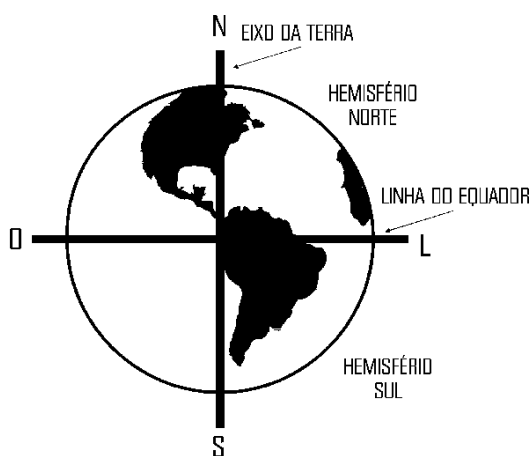 N
EIXO DA TERRA
HEMISFÉRIO
NORTE
LINHA DO EQUADOR
O
L
HEMISFÉRIO
SUL
S